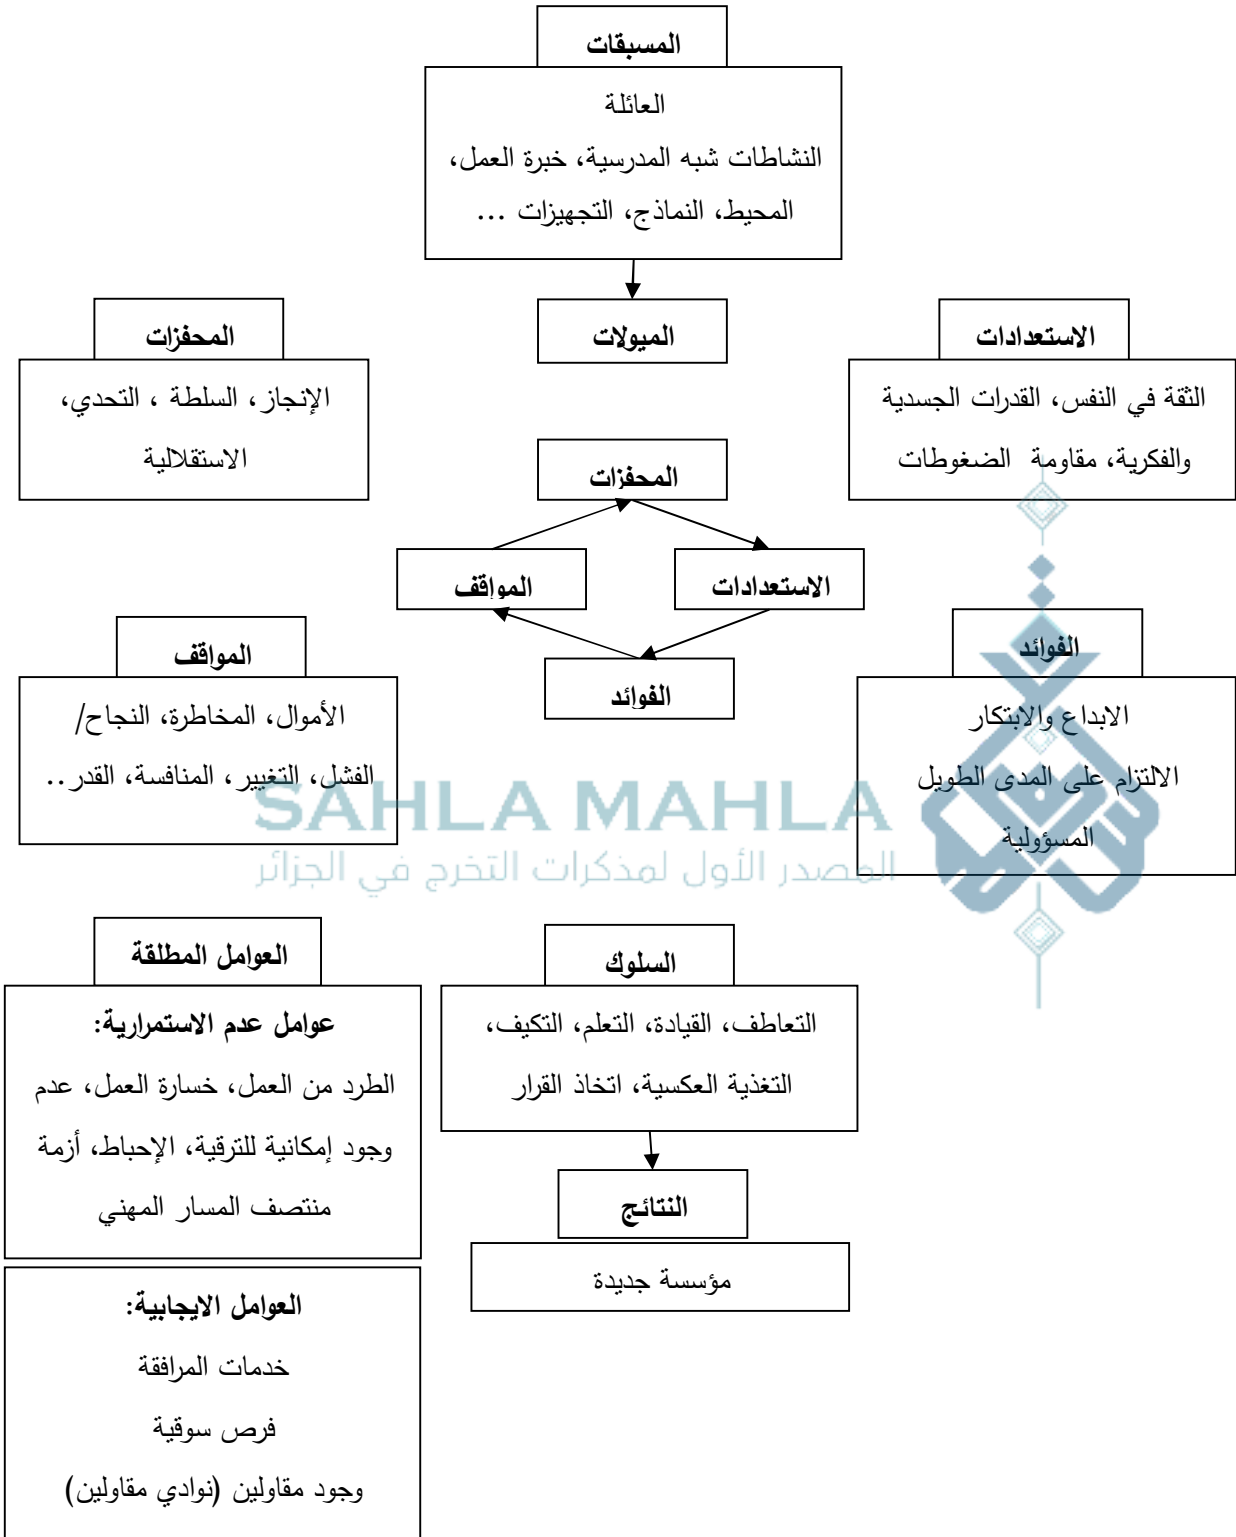 المسبقات
العائلة
النشاطات شبه المدرسية، خبرة العمل،
المحيط، النماذج، التجهيزات ...
الميولات
الاستعدادات
الثقة في النفس، القدرات الجسدية
والفكرية، مقاومة الضغوطات
المحفزات
الإنجاز، السلطة ، التحدي،
الاستقلالية
المحفزات
الاستعدادات
المواقف
الفوائد
الفوائد
الابداع والابتكار
الالتزام على المدى الطويل
المسؤولية
المواقف
الأموال، المخاطرة، النجاح/
الفشل، التغيير، المنافسة، القدر..
SAHLA MAHLA
المصدر الأول لمذكرات التخرج في الجزائر
السلوك
التعاطف، القيادة، التعلم، التكيف،
التغذية العكسية، اتخاذ القرار
النتائج
مؤسسة جديدة
العوامل المطلقة
عوامل عدم الاستمرارية:
الطرد من العمل، خسارة العمل، عدم
وجود إمكانية للترقية، الإحباط، أزمة
منتصف المسار المهني
العوامل الايجابية:
خدمات المرافقة
فرص سوقية
وجود مقاولين (نوادي مقاولين)